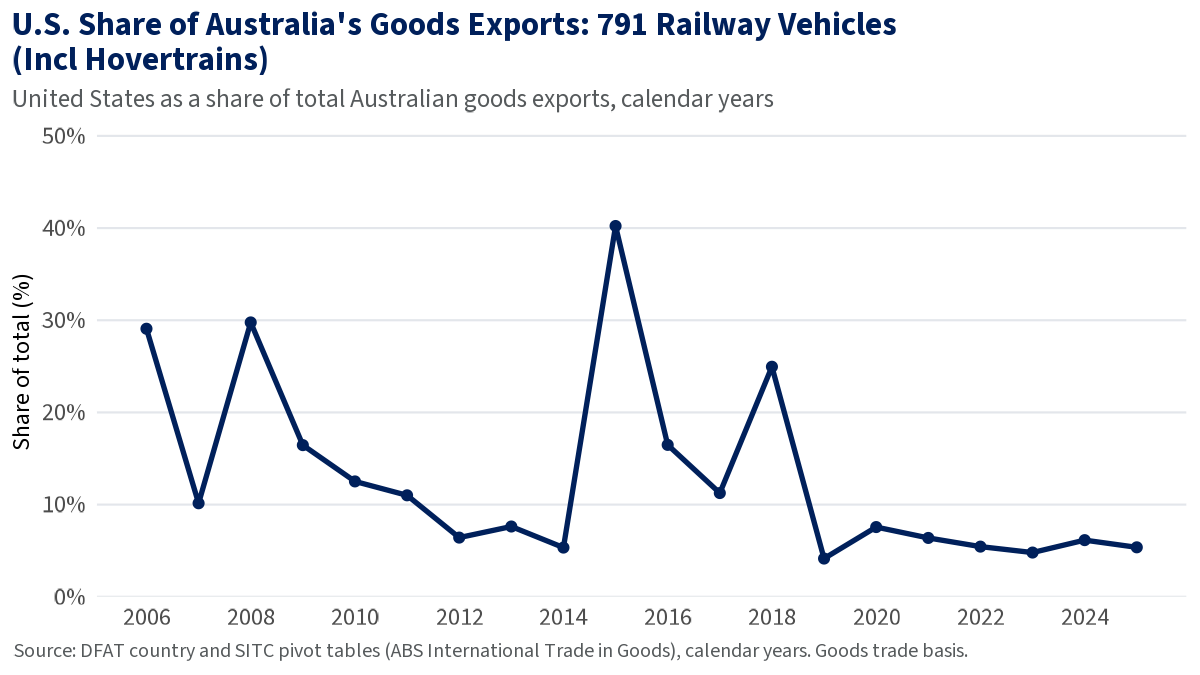 U.S. Share of Australia's Goods Exports: 791 Railway Vehicles
(Incl Hovertrains)
United States as a share of total Australian goods exports, calendar years
Share of total (%)
50%
40%
30%
20%
10%
0%
2006 2008 2010 2012 2014 2016 2018 2020 2022 2024
Source: DFAT country and SITC pivot tables (ABS International Trade in Goods), calendar years. Goods trade basis.